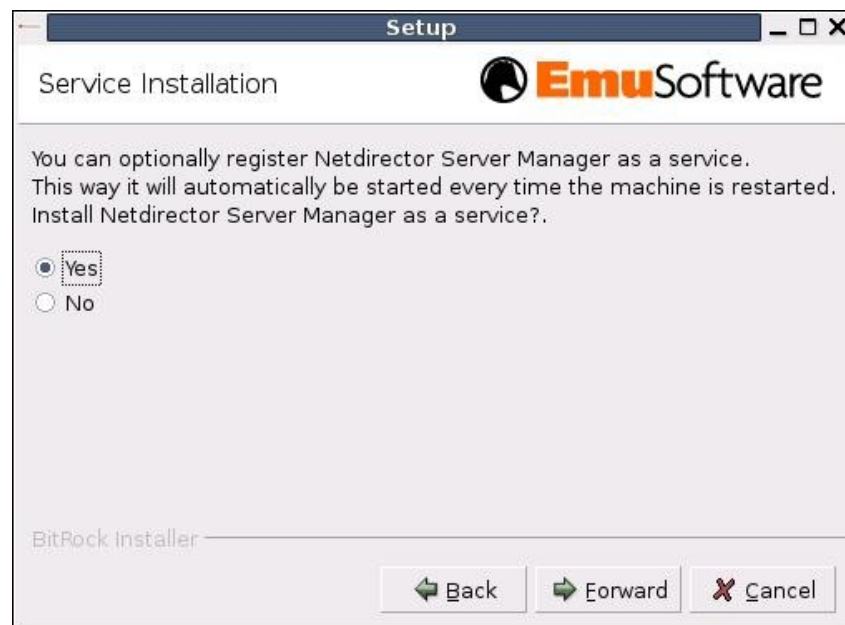 Setup
Service Installation
EmuSoftware
You can optionally register Netdirector Server Manager as a service.
This way it will automatically be started every time the machine is restarted.
Install Netdirector Server Manager as a service?.
Yes
No
BitRock Installer
Back
Forward
Cancel